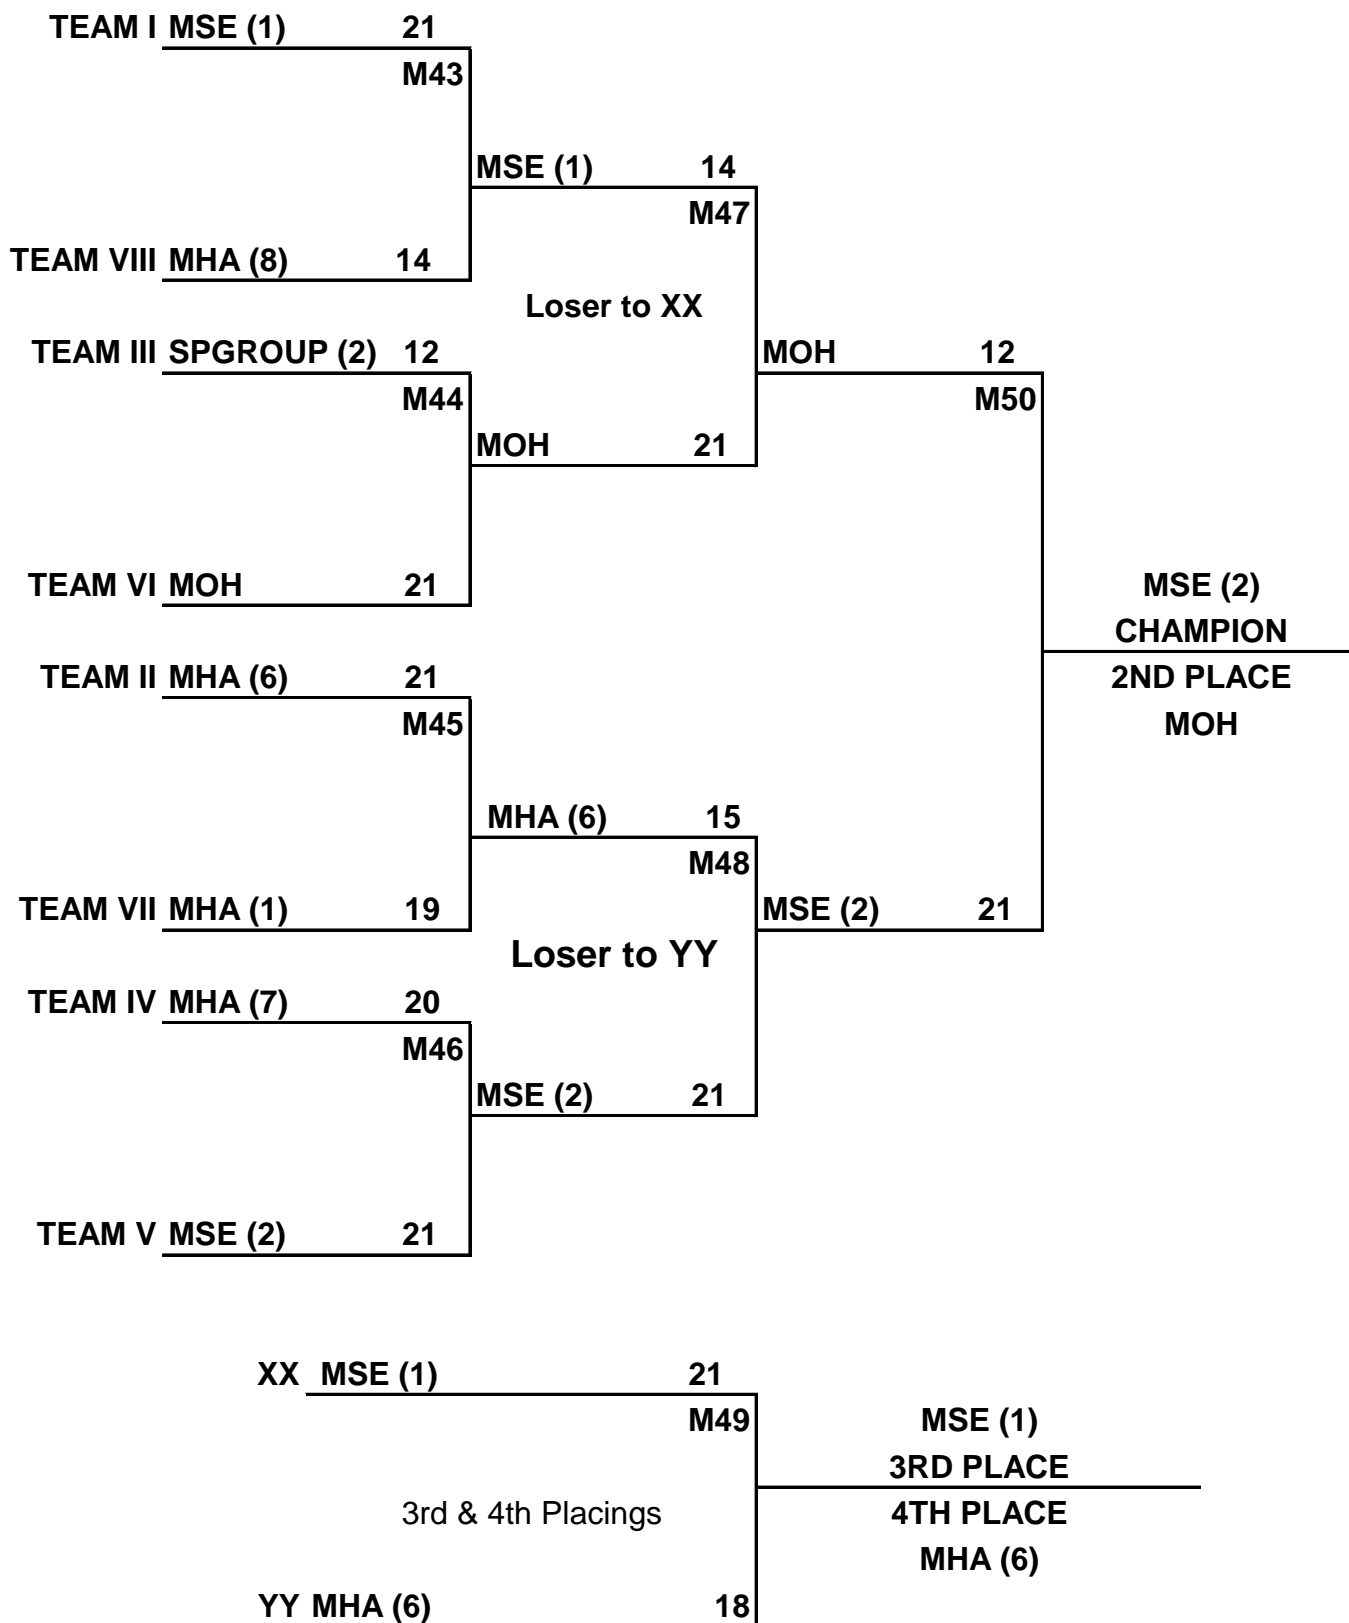 TEAM I MSE (1) 21
M43
MSE (1) 14
M47
TEAM VIII MHA (8) 14
Loser to XX
TEAM III SPGROUP (2) 12
MOH 12
M44
M50
MOH 21
TEAM VI MOH 21
MSE (2)
CHAMPION
TEAM II MHA (6) 21
2ND PLACE
M45
MOH
MHA (6) 15
M48
TEAM VII MHA (1) 19
MSE (2) 21
Loser to YY
TEAM IV MHA (7) 20
M46
MSE (2) 21
TEAM V MSE (2) 21
XX MSE (1) 21
M49
MSE (1)
3RD PLACE
3rd & 4th Placings
4TH PLACE
MHA (6)
YY MHA (6) 18